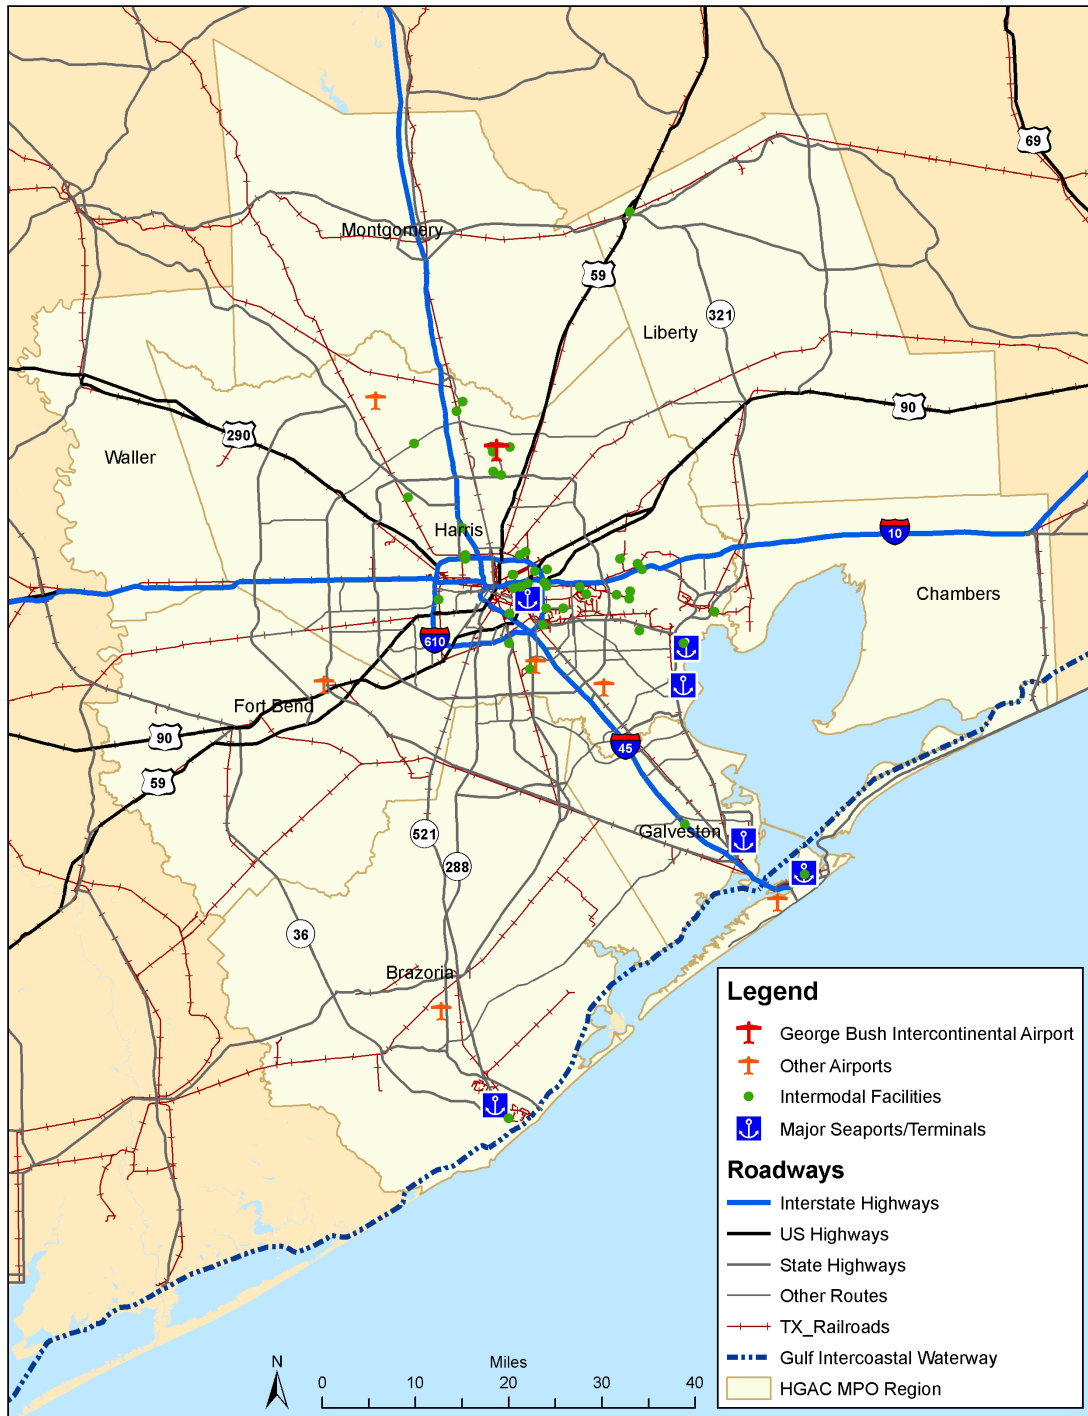 69
Montgomery
59
321
Liberty
90
290
Waller
Harris
10
Chambers
610
Fort Bend
90
45
59
521
Galveston
288
36
Brazoria
Legend
George Bush Intercontinental Airport
Other Airports
Intermodal Facilities
Major Seaports/Terminals
Roadways
Interstate Highways
US Highways
State Highways
Other Routes
TX_Railroads
Gulf Intercoastal Waterway
HGAC MPO Region
N
Miles
0 10 20 30 40